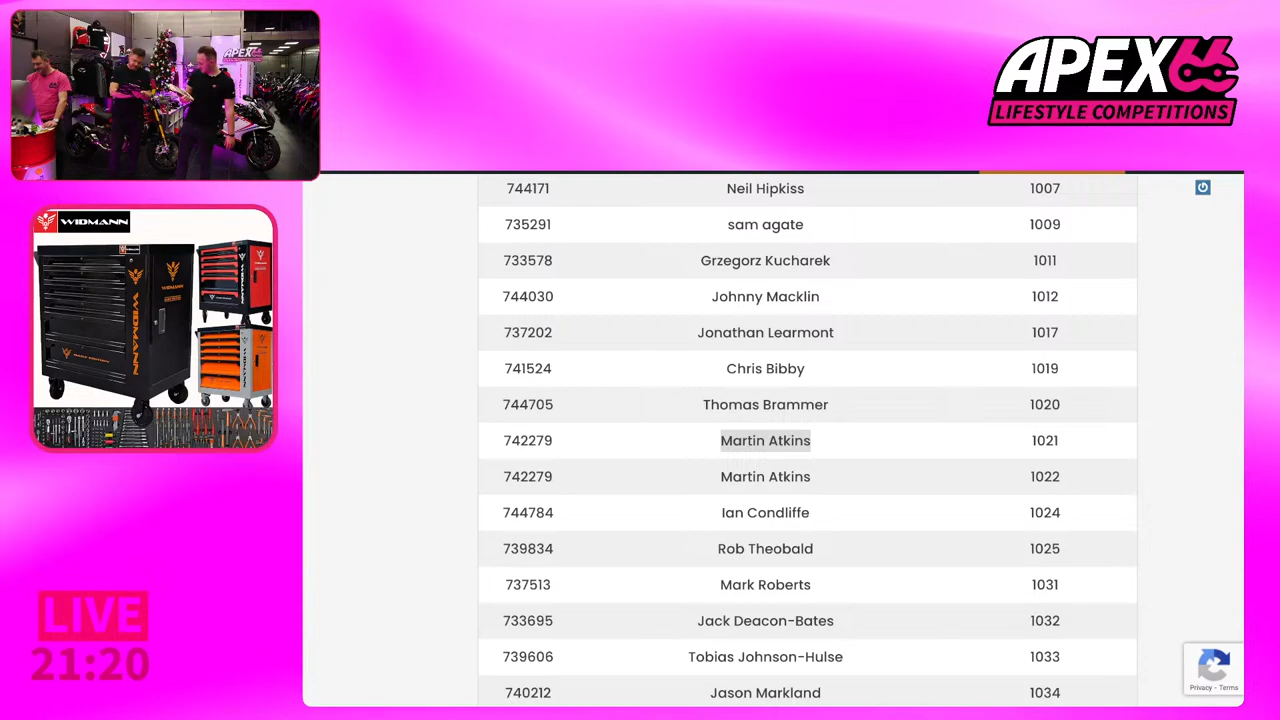 APEX66
LIFESTYLE COMPETITIONS
WIDMANN
744171 Neil Hipkiss 1007
735291 sam agate 1009
733578 Grzegorz Kucharek 1011
744030 Johnny Macklin 1012
737202 Jonathan Learmont 1017
741524 Chris Bibby 1019
744705 Thomas Brammer 1020
742279 Martin Atkins 1021
742279 Martin Atkins 1022
744784 Ian Condliffe 1024
739834 Rob Theobald 1025
737513 Mark Roberts 1031
733695 Jack Deacon-Bates 1032
739606 Tobias Johnson-Hulse 1033
740212 Jason Markland 1034
WIDMANN
LIVE
21:20
Privacy - Terms